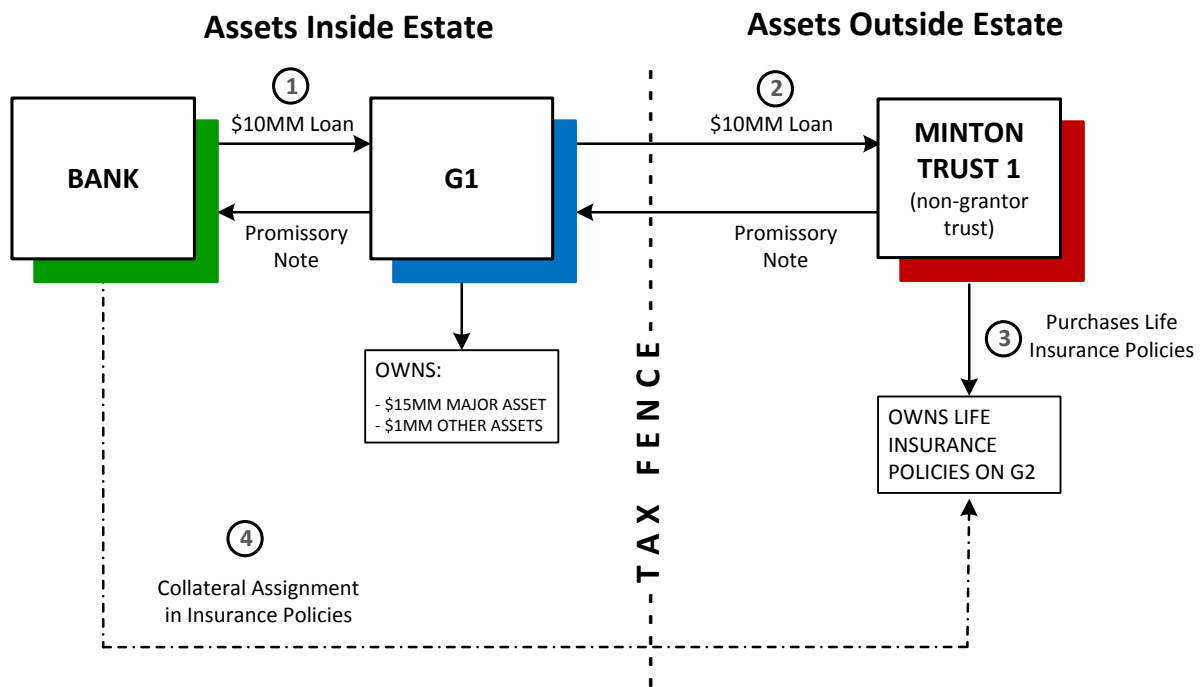 Assets Inside Estate
Assets Outside Estate
1
$10MM Loan
2
$10MM Loan
BANK
G1
MINTON
TRUST 1
(non-grantor
trust)
Promissory
Note
Promissory
Note
TAX FENCE
3
Purchases Life
Insurance Policies
OWNS:
- $15MM MAJOR ASSET
- $1MM OTHER ASSETS
OWNS LIFE
INSURANCE
POLICIES ON G2
4
Collateral Assignment
in Insurance Policies